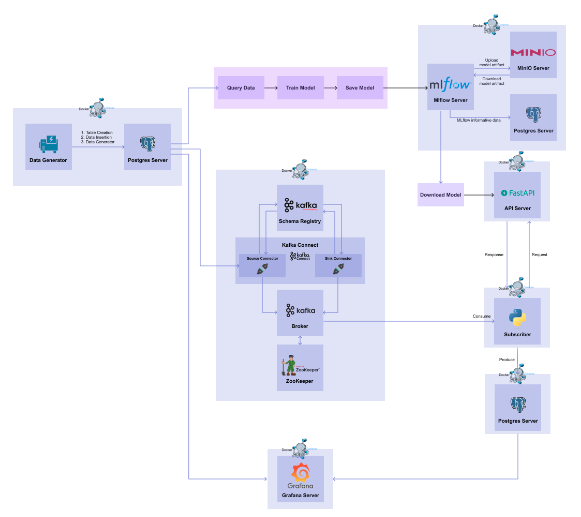 Docker
MINIO
Upload
model artifact
MinIO Server
mlflow
Download
model artifact
Query Data
Train Model
Save Model
Mlflow Server
Docker
1. Table Creation
2. Data Insertion
3. Data Generator
MLflow informative data
Postgres Server
Data Generator
Postgres Server
Docker
Docker
kafka
Schema Registry
Download Model
FastAPI
API Server
Kafka Connect
Source Connector
kafka
Connect
Sink Connector
Response
Request
Docker
kafka
Broker
Consume
Subscriber
Produce
ZooKeeper
ZooKeeper
Docker
Postgres Server
Docker
Grafana
Grafana Server